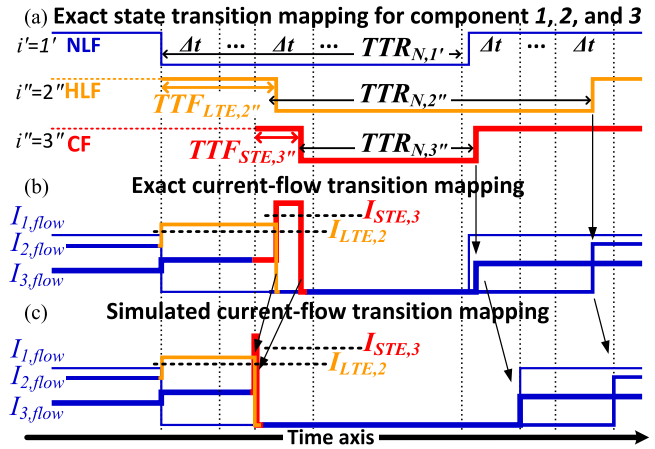 (a) Exact state transition mapping for component 1, 2, and 3
i'=1' NLF Δt ... Δt ... TTR_{N,1'} Δt ... Δt
i''=2'' HLF TTF_{LTE,2''} TTR_{N,2''}
i''=3'' CF TTF_{STE,3''} TTR_{N,3''}
(b) Exact current-flow transition mapping
I_{1,flow} I_{STE,3}
I_{2,flow} I_{LTE,2}
I_{3,flow}
(c) Simulated current-flow transition mapping
I_{1,flow} I_{STE,3}
I_{2,flow} I_{LTE,2}
I_{3,flow}
Time axis